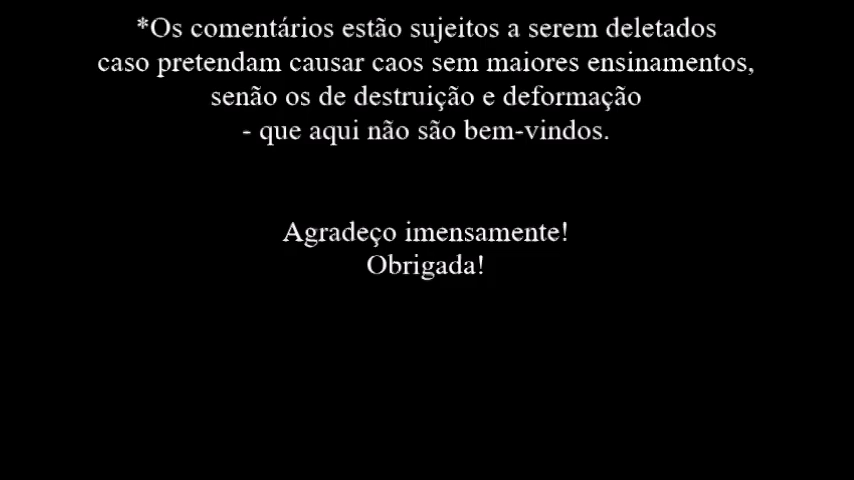 *Os comentários estão sujeitos a serem deletados
caso pretendam causar caos sem maiores ensinamentos,
senão os de destruição e deformação
- que aqui não são bem-vindos.
Agradeço imensamente!
Obrigada!